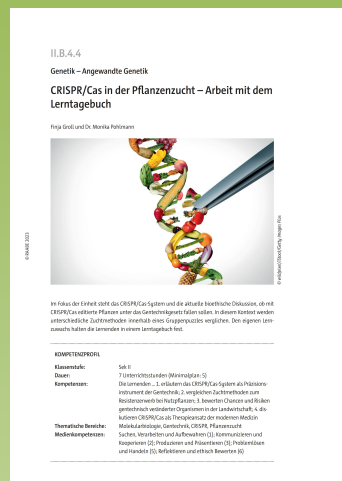 II.B.4.4
Genetik – Angewandte Genetik
CRISPR/Cas in der Pflanzenzucht – Arbeit mit dem
Lerntagebuch
Finja Groll und Dr. Monika Pohlmann
© RAABE 2023
Im Fokus der Einheit steht das CRISPR/Cas-System und die aktuelle bioethische Diskussion, ob mit
CRISPR/Cas editierte Pflanzen unter das Gentechnikgesetz fallen sollen. In diesem Kontext werden
unterschiedliche Zuchtmethoden innerhalb eines Gruppenpuzzles verglichen. Den eigenen Lern-
zuwachs halten die Lernenden in einem Lerntagebuch fest.
KOMPETENZPROFIL
Klassenstufe: Sek II
Dauer: 7 Unterrichtsstunden (Minimalplan: 5)
Kompetenzen: Die Lernenden ... 1. erläutern das CRISPR/Cas-System als Präzisions-
instrument der Gentechnik; 2. vergleichen Zuchtmethoden zum
Resistenzerwerb bei Nutzpflanzen; 3. bewerten Chancen und Risiken
gentechnisch veränderter Organismen in der Landwirtschaft; 4. dis-
kutieren CRISPR/Cas als Therapieansatz der modernen Medizin
Thematische Bereiche: Molekularbiologie, Gentechnik, CRISPR, Pflanzenzucht
Medienkompetenzen: Suchen, Verarbeiten und Aufbewahren (1); Kommunizieren und
Kooperieren (2); Produzieren und Präsentieren (3); Problemlösen
und Handeln (5); Reflektieren und ethisch Bewerten (6)